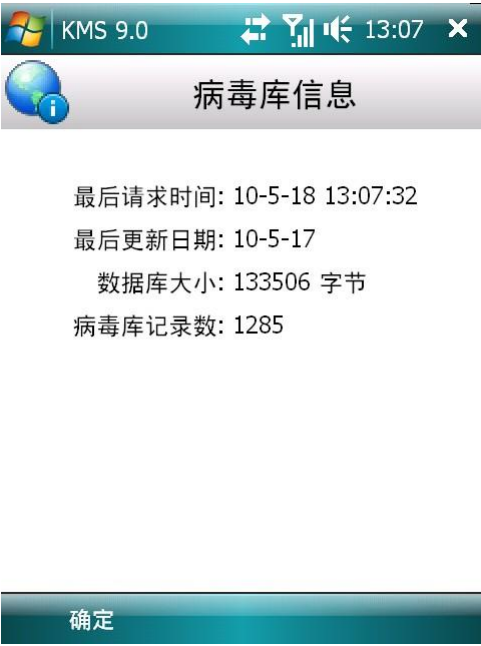 KMS 9.0 13:07
病毒库信息
最后请求时间: 10-5-18 13:07:32
最后更新日期: 10-5-17
数据库大小: 133506 字节
病毒库记录数: 1285
确定